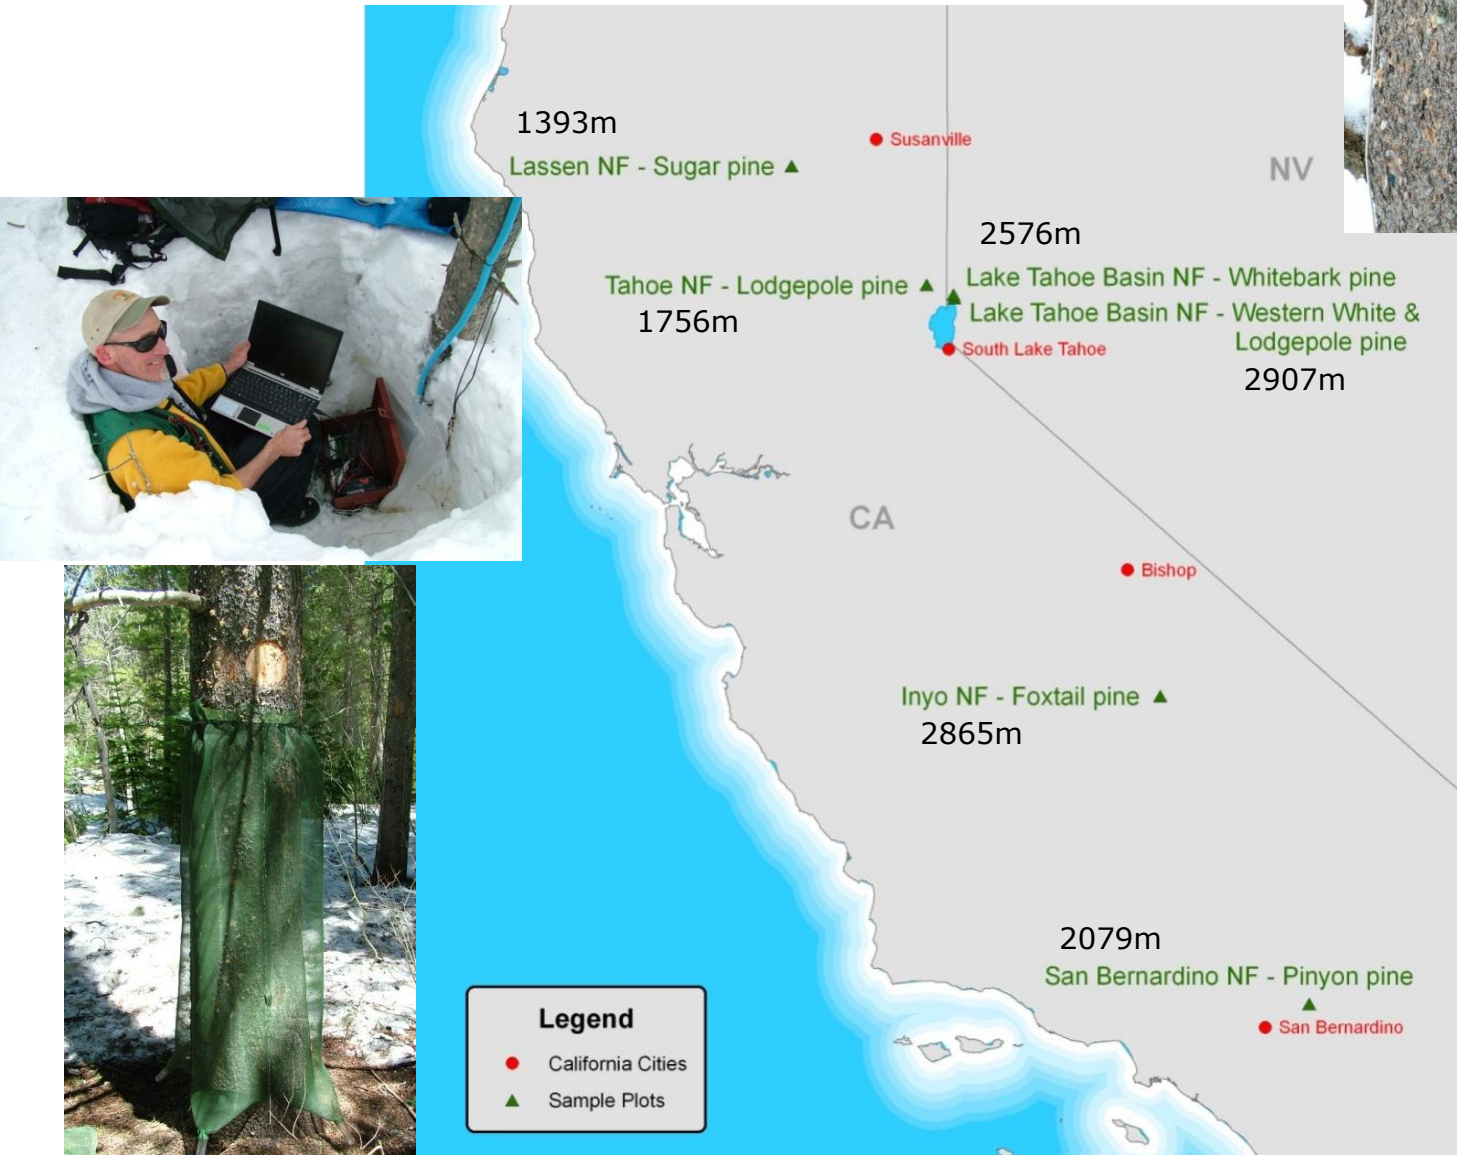 1393m
Susanville
Lassen NF - Sugar pine
NV
2576m
Tahoe NF - Lodgepole pine
Lake Tahoe Basin NF - Whitebark pine
1756m
Lake Tahoe Basin NF - Western White &
Lodgepole pine
South Lake Tahoe
2907m
CA
Bishop
Inyo NF - Foxtail pine
2865m
2079m
San Bernardino NF - Pinyon pine
San Bernardino
Legend
California Cities
Sample Plots